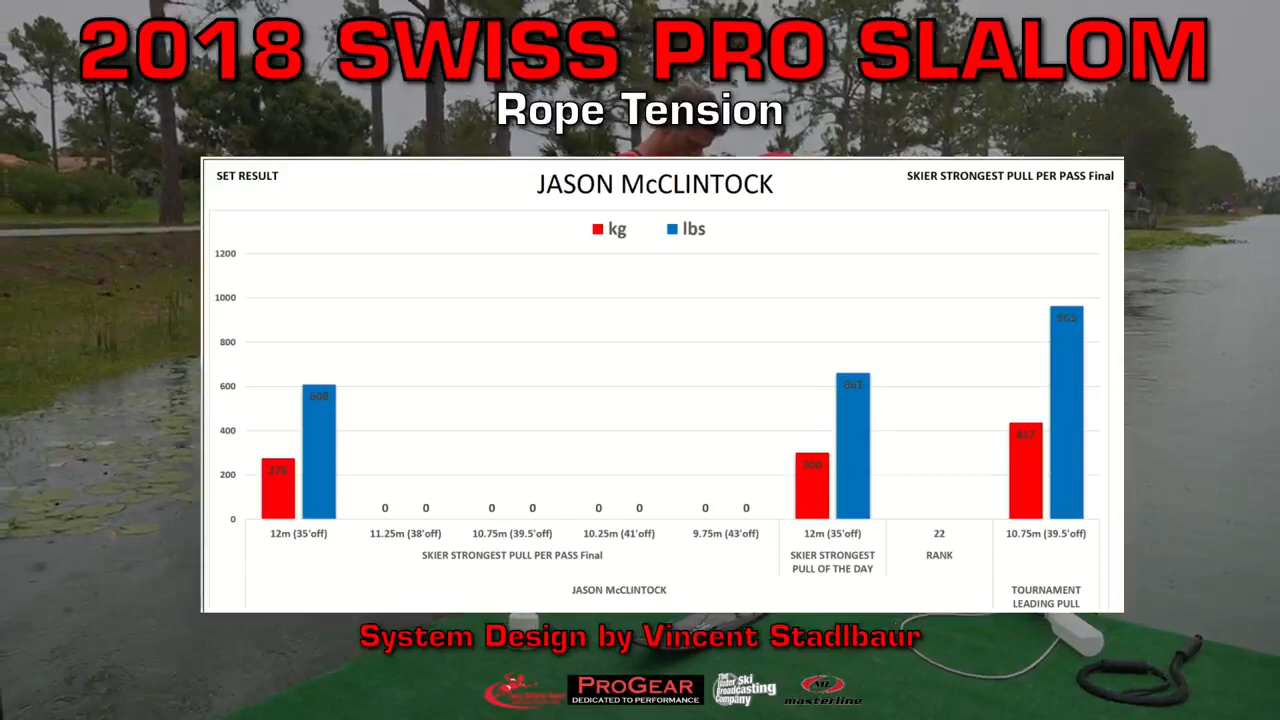 2018 SWISS PRO SLALOM
Rope Tension
SET RESULT
JASON McCLINTOCK
SKIER STRONGEST PULL PER PASS Final
kg lbs
1200
1000
800
600
400
200
0
276 608
0 0
0 0
0 0
0 0
300 661
437 963
12m (35'off) 11.25m (38'off) 10.75m (39.5'off) 10.25m (41'off) 9.75m (43'off) 12m (35'off) 22 10.75m (39.5'off)
SKIER STRONGEST PULL PER PASS Final
SKIER STRONGEST
PULL OF THE DAY
RANK
JASON McCLINTOCK
TOURNAMENT
LEADING PULL
System Design by Vincent Stadlbaur
PROGEAR
DEDICATED TO PERFORMANCE
The Water Ski
Broadcasting
Company
masterline